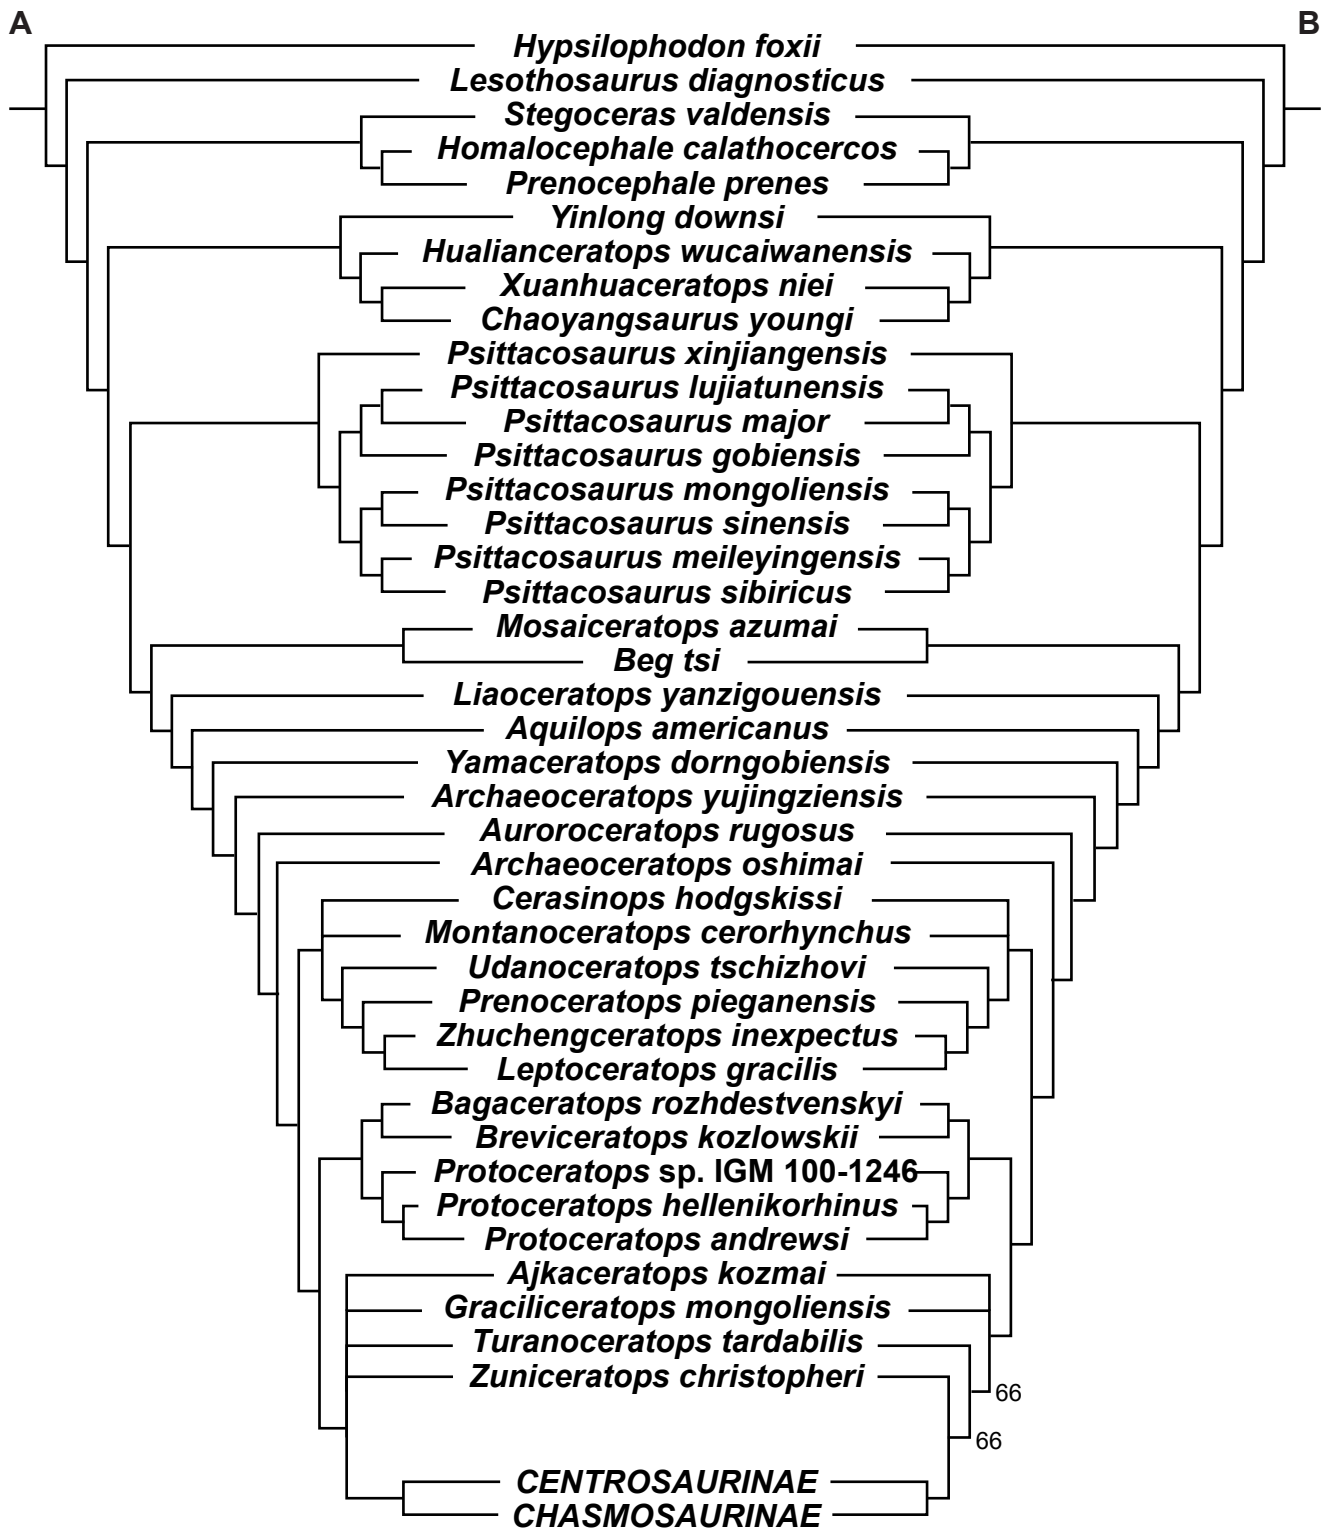 A
B
Hypsilophodon foxii
Lesothosaurus diagnosticus
Stegoceras valdensis
Homalocephale calathocercos
Prenocephale prenes
Yinlong downsi
Hualianceratops wucaiwanensis
Xuanhuaceratops niei
Chaoyangsaurus youngi
Psittacosaurus xinjiangensis
Psittacosaurus lujiatunensis
Psittacosaurus major
Psittacosaurus gobiensis
Psittacosaurus mongoliensis
Psittacosaurus sinensis
Psittacosaurus meileyingensis
Psittacosaurus sibiricus
Mosaiceratops azumai
Beg tsi
Liaoceratops yanzigouensis
Aquilops americanus
Yamaceratops dorngobiensis
Archaeoceratops yujingziensis
Auroroceratops rugosus
Archaeoceratops oshimai
Cerasinops hodgskissi
Montanoceratops cerorhynchus
Udanoceratops tschizhovi
Prenoceratops pieganensis
Zhuchengceratops inexpectus
Leptoceratops gracilis
Bagaceratops rozhdestvenskyi
Breviceratops kozlowskii
Protoceratops sp. IGM 100-1246
Protoceratops hellenikorhinus
Protoceratops andrewsi
Ajkaceratops kozmai
Graciliceratops mongoliensis
Turanoceratops tardabilis
Zuniceratops christopheri
66
66
CENTROSAURINAE
CHASMOSAURINAE